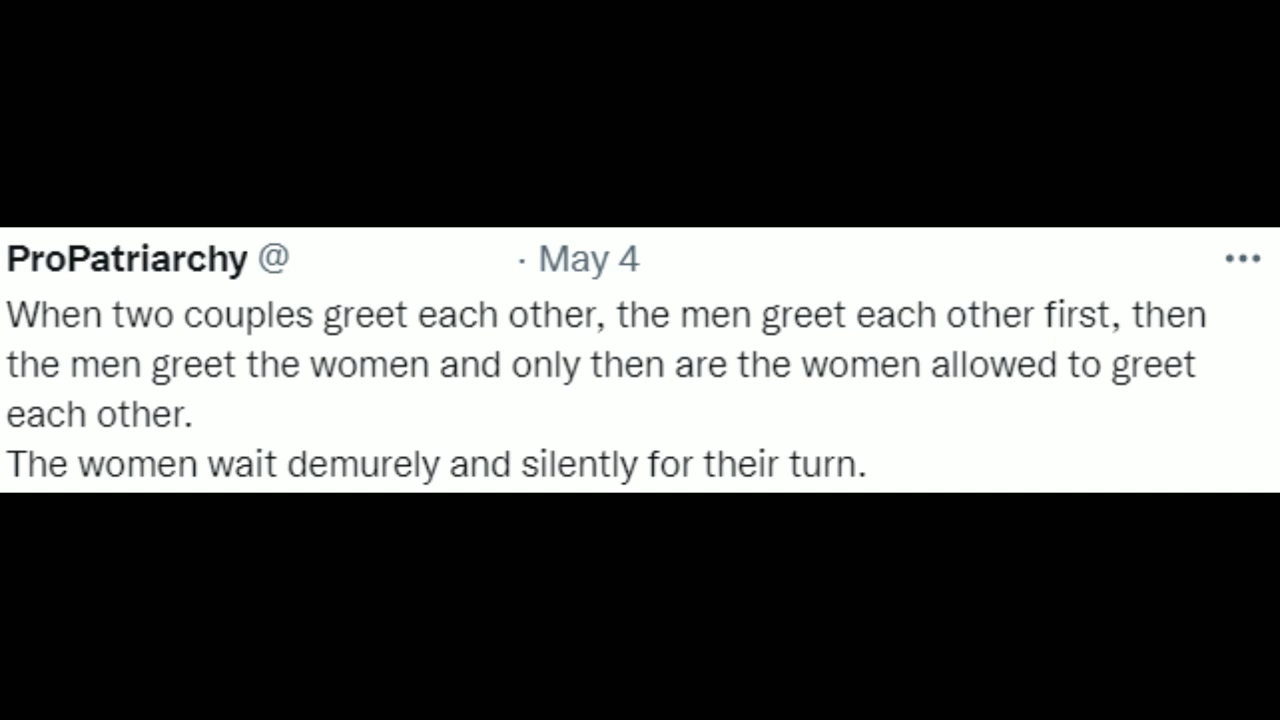 ProPatriarchy @ · May 4 •••
When two couples greet each other, the men greet each other first, then
the men greet the women and only then are the women allowed to greet
each other.
The women wait demurely and silently for their turn.